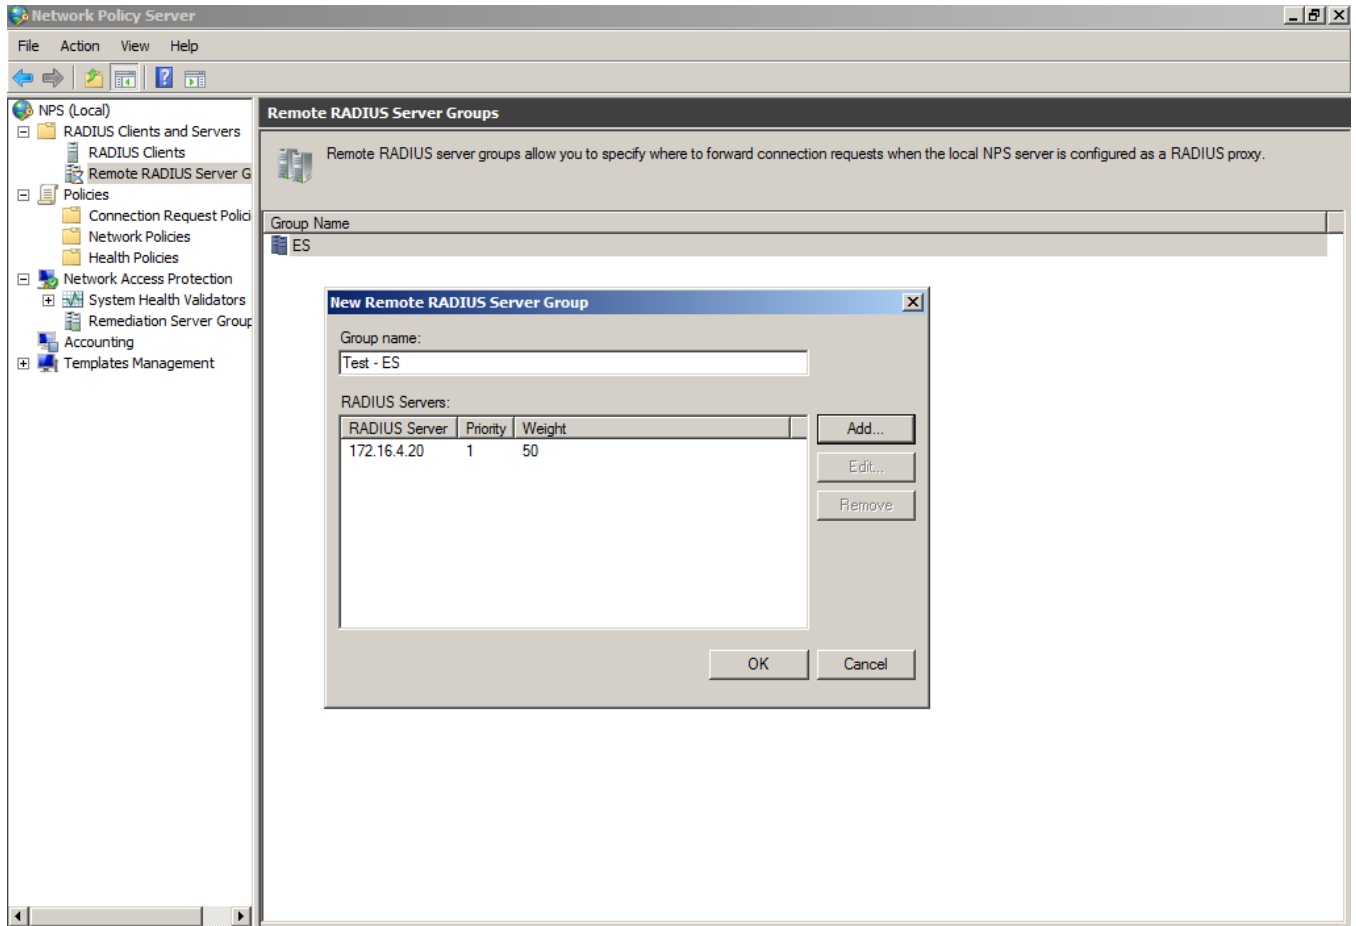 Network Policy Server
File Action View Help
NPS (Local)
RADIUS Clients and Servers
RADIUS Clients
Remote RADIUS Server G
Policies
Connection Request Polici
Network Policies
Health Policies
Network Access Protection
System Health Validators
Remediation Server Group
Accounting
Templates Management
Remote RADIUS Server Groups
Remote RADIUS server groups allow you to specify where to forward connection requests when the local NPS server is configured as a RADIUS proxy.
Group Name
ES
New Remote RADIUS Server Group
Group name:
Test - ES
RADIUS Servers:
RADIUS Server Priority Weight
172.16.4.20 1 50
Add...
Edit...
Remove
OK Cancel